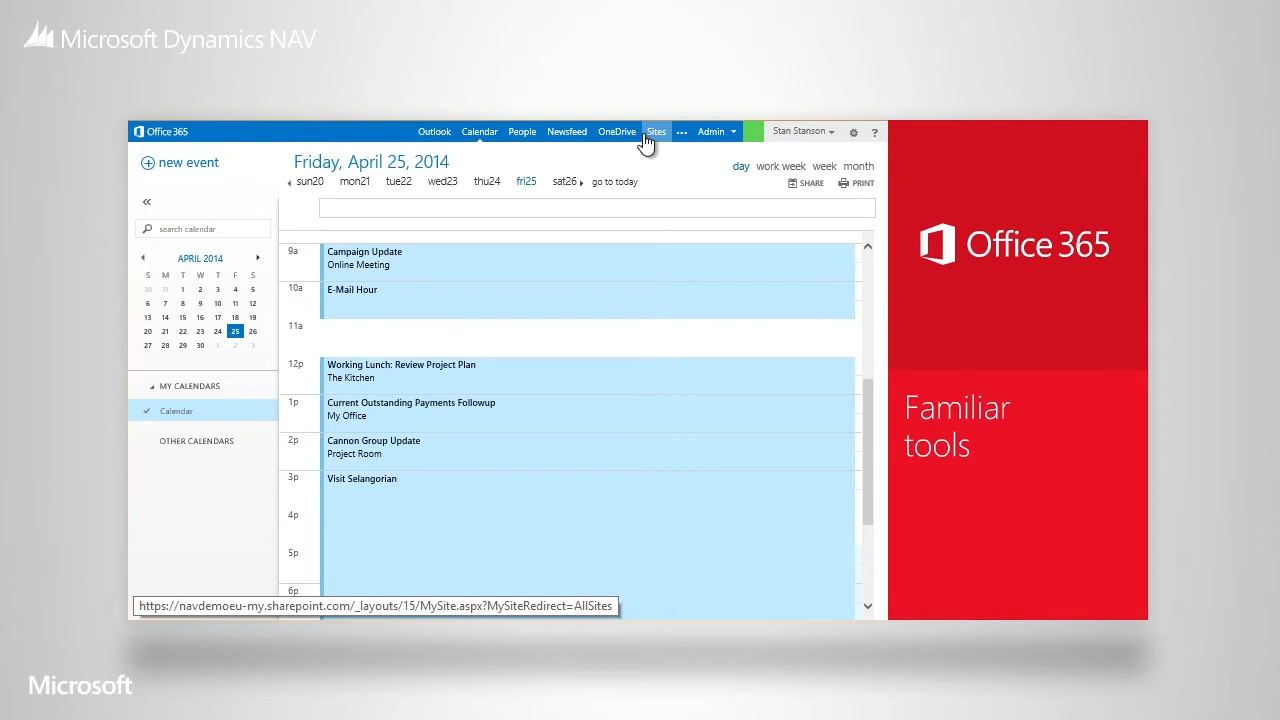 Microsoft Dynamics NAV
Office 365
Outlook Calendar People Newsfeed OneDrive Sites ... Admin Stan Stanson ?
new event
Friday, April 25, 2014
day work week week month
sun20 mon21 tue22 wed23 thu24 fri25 sat26 go to today
SHARE PRINT
«
search calendar
APRIL 2014
S M T W T F S
30 31 1 2 3 4 5
6 7 8 9 10 11 12
13 14 15 16 17 18 19
20 21 22 23 24 25 26
27 28 29 30 1 2 3
MY CALENDARS
Calendar
OTHER CALENDARS
9a Campaign Update
Online Meeting
10a E-Mail Hour
11a
12p Working Lunch: Review Project Plan
The Kitchen
1p Current Outstanding Payments Followup
My Office
2p Cannon Group Update
Project Room
3p Visit Selangorian
4p
5p
6p
https://navdemoeu-my.sharepoint.com/_layouts/15/MySite.aspx?MySiteRedirect=AllSites
Office 365
Familiar
tools
Microsoft